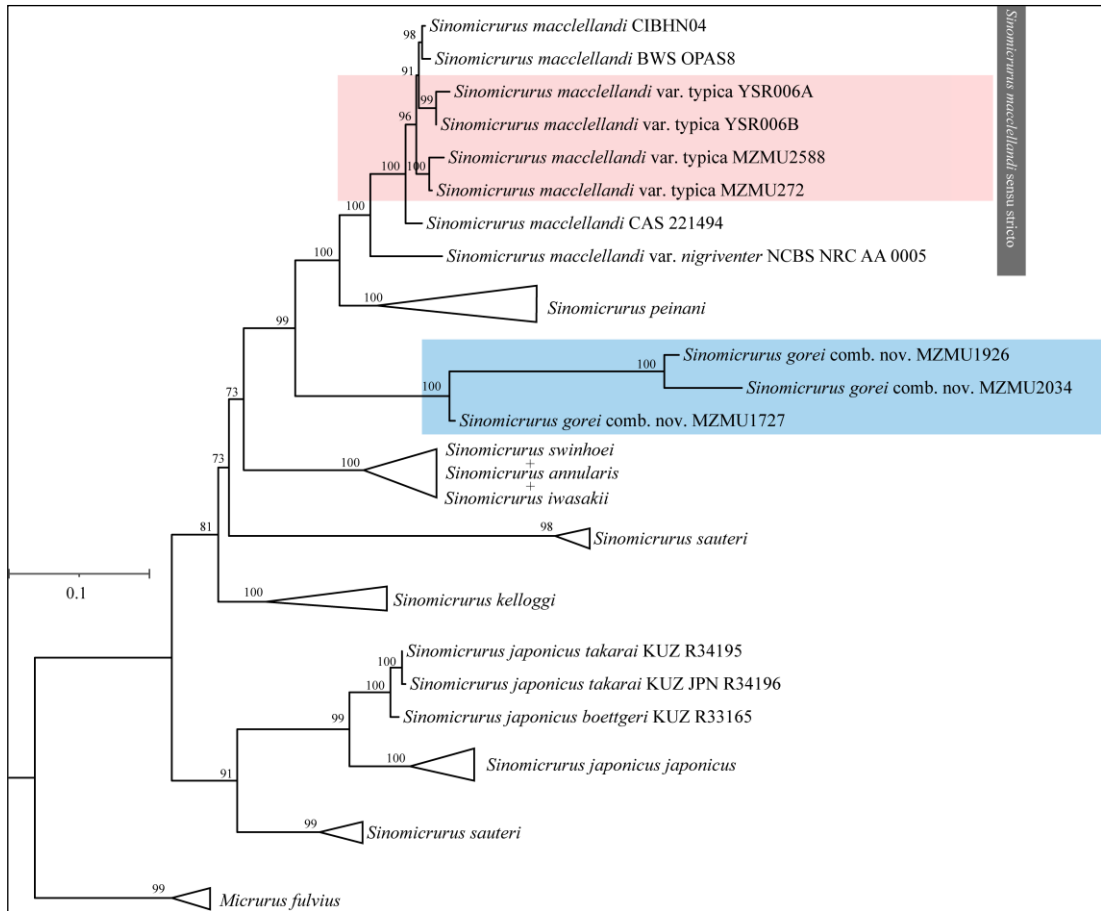 98
Sinomicrurus macclellandi CIBHN04
Sinomicrurus macclellandi BWS OPAS8
91
99
Sinomicrurus macclellandi var. typica YSR006A
Sinomicrurus macclellandi var. typica YSR006B
96
100
Sinomicrurus macclellandi var. typica MZMU2588
Sinomicrurus macclellandi var. typica MZMU272
100
Sinomicrurus macclellandi CAS 221494
100
Sinomicrurus macclellandi var. nigriventer NCBS NRC AA 0005
Sinomicrurus macclellandi sensu stricto
100
100
Sinomicrurus peinani
99
100
100
Sinomicrurus gorei comb. nov. MZMU1926
Sinomicrurus gorei comb. nov. MZMU2034
Sinomicrurus gorei comb. nov. MZMU1727
73
100
Sinomicrurus swinhoei
+
Sinomicrurus annularis
+
Sinomicrurus iwasakii
73
98
Sinomicrurus sauteri
81
100
Sinomicrurus kelloggi
0.1
100
Sinomicrurus japonicus takarai KUZ R34195
Sinomicrurus japonicus takarai KUZ JPN R34196
100
Sinomicrurus japonicus boettgeri KUZ R33165
99
100
Sinomicrurus japonicus japonicus
91
99
Sinomicrurus sauteri
99
Micrurus fulvius